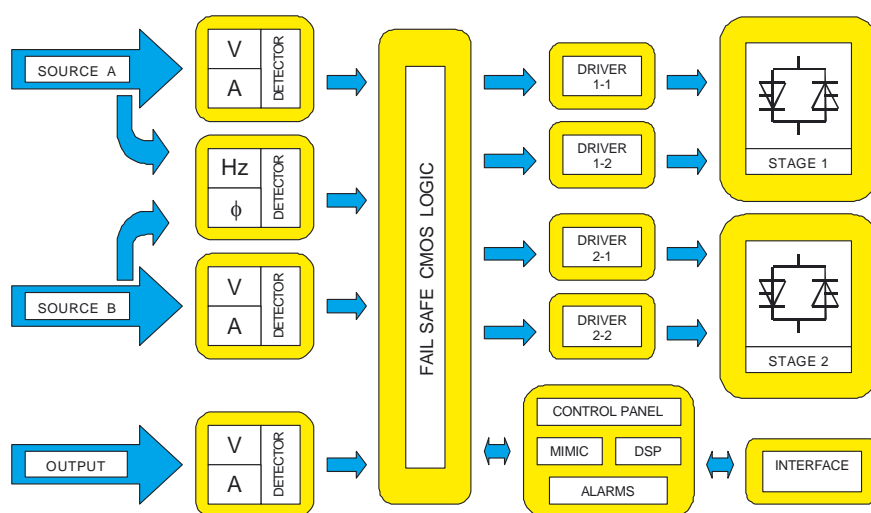 SOURCE A
V
A
DETECTOR
Hz
ϕ
DETECTOR
SOURCE B
V
A
DETECTOR
OUTPUT
V
A
DETECTOR
FAIL SAFE CMOS LOGIC
DRIVER
1-1
DRIVER
1-2
DRIVER
2-1
DRIVER
2-2
STAGE 1
STAGE 2
CONTROL PANEL
MIMIC
DSP
ALARMS
INTERFACE